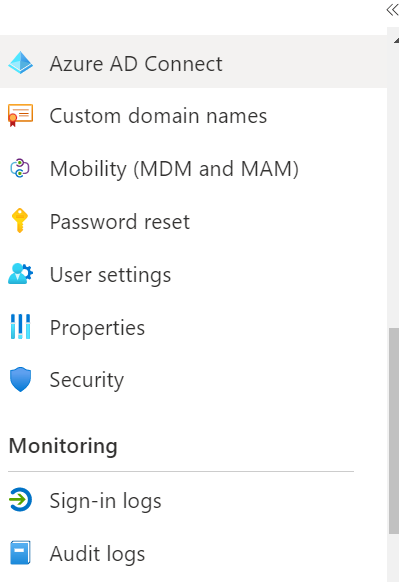 Azure AD Connect
Custom domain names
Mobility (MDM and MAM)
Password reset
User settings
Properties
Security
Monitoring
Sign-in logs
Audit logs